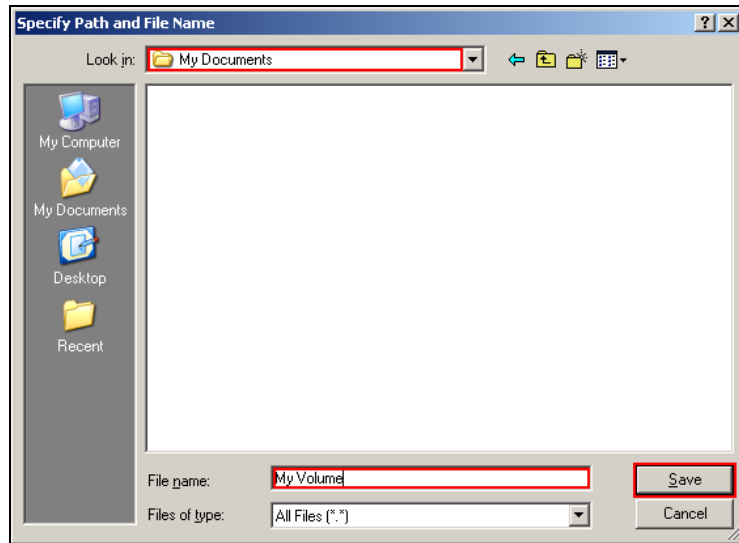 Specify Path and File Name
Look in: My Documents
My Computer
My Documents
Desktop
Recent
File name: My Volume
Save
Files of type: All Files (*.*)
Cancel